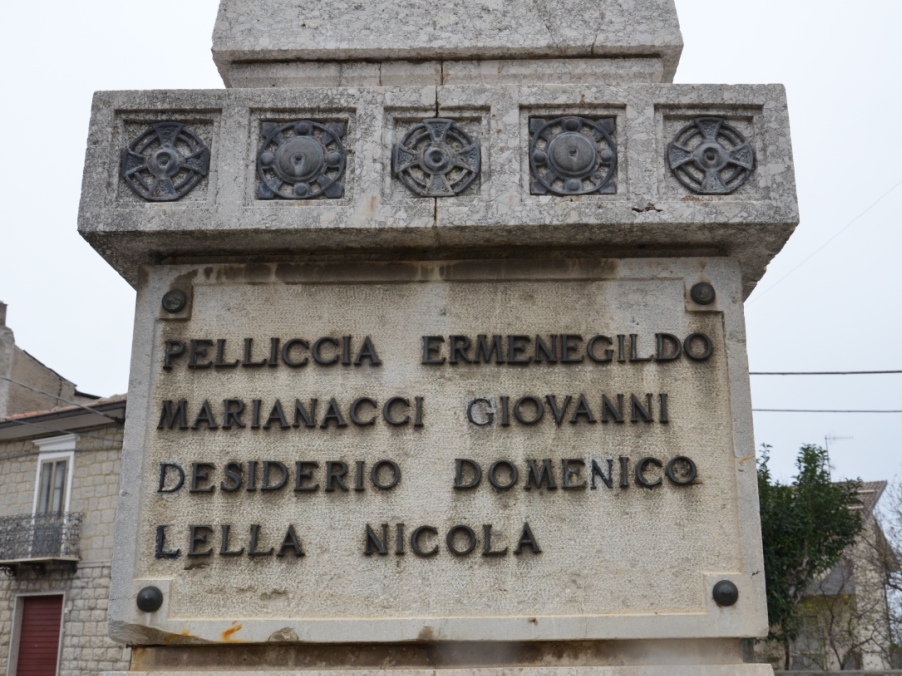 PELLICCIA ERMENEGILDO
MARIANACCI GIOVANNI
DESIDERIO DOMENICO
LELLA NICOLA